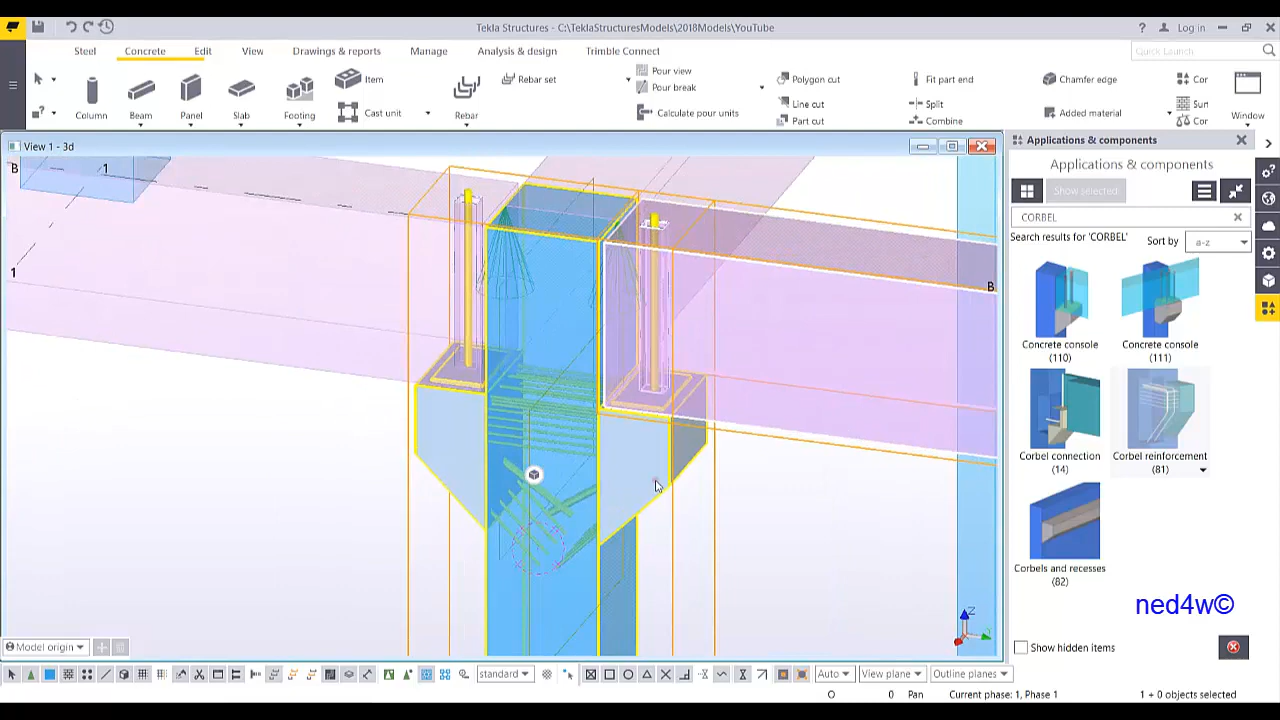 Tekla Structures - C:\TeklaStructuresModels\2018Models\YouTube
? Log in
Steel Concrete Edit View Drawings & reports Manage Analysis & design Trimble Connect
Quick Launch
Column Beam Panel Slab Footing Item Cast unit Rebar Rebar set
Pour view
Pour break
Calculate pour units
Polygon cut
Line cut
Part cut
Fit part end
Split
Combine
Chamfer edge
Added material
Cor
Sur
Cor
Window
View 1 - 3d
Applications & components
Applications & components
Show selected
CORBEL
Search results for 'CORBEL' Sort by a-z
Concrete console (110)
Concrete console (111)
Corbel connection (14)
Corbel reinforcement (81)
Corbels and recesses (82)
B 1
1
B
Z
ned4w©
Show hidden items
Model origin
standard Auto View plane Outline planes
O 0 Pan Current phase: 1, Phase 1 1 + 0 objects selected